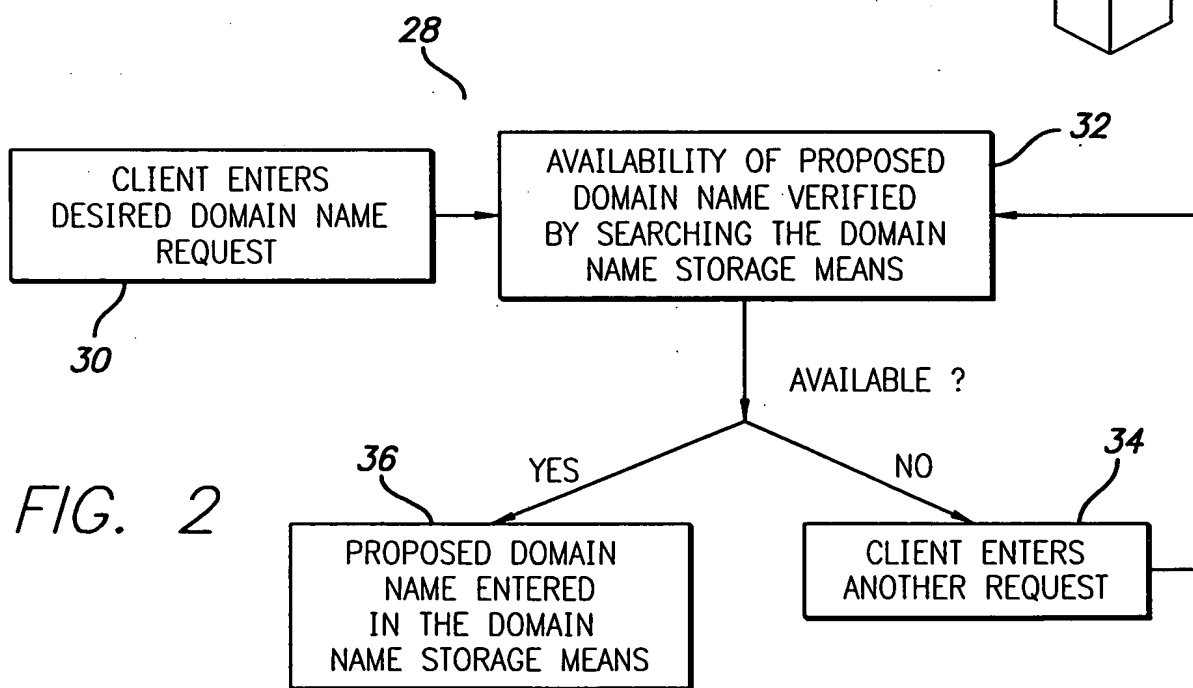 28
32
CLIENT ENTERS
DESIRED DOMAIN NAME
REQUEST
30
AVAILABILITY OF PROPOSED
DOMAIN NAME VERIFIED
BY SEARCHING THE DOMAIN
NAME STORAGE MEANS
AVAILABLE ?
YES
NO
36
34
FIG. 2
PROPOSED DOMAIN
NAME ENTERED
IN THE DOMAIN
NAME STORAGE MEANS
CLIENT ENTERS
ANOTHER REQUEST